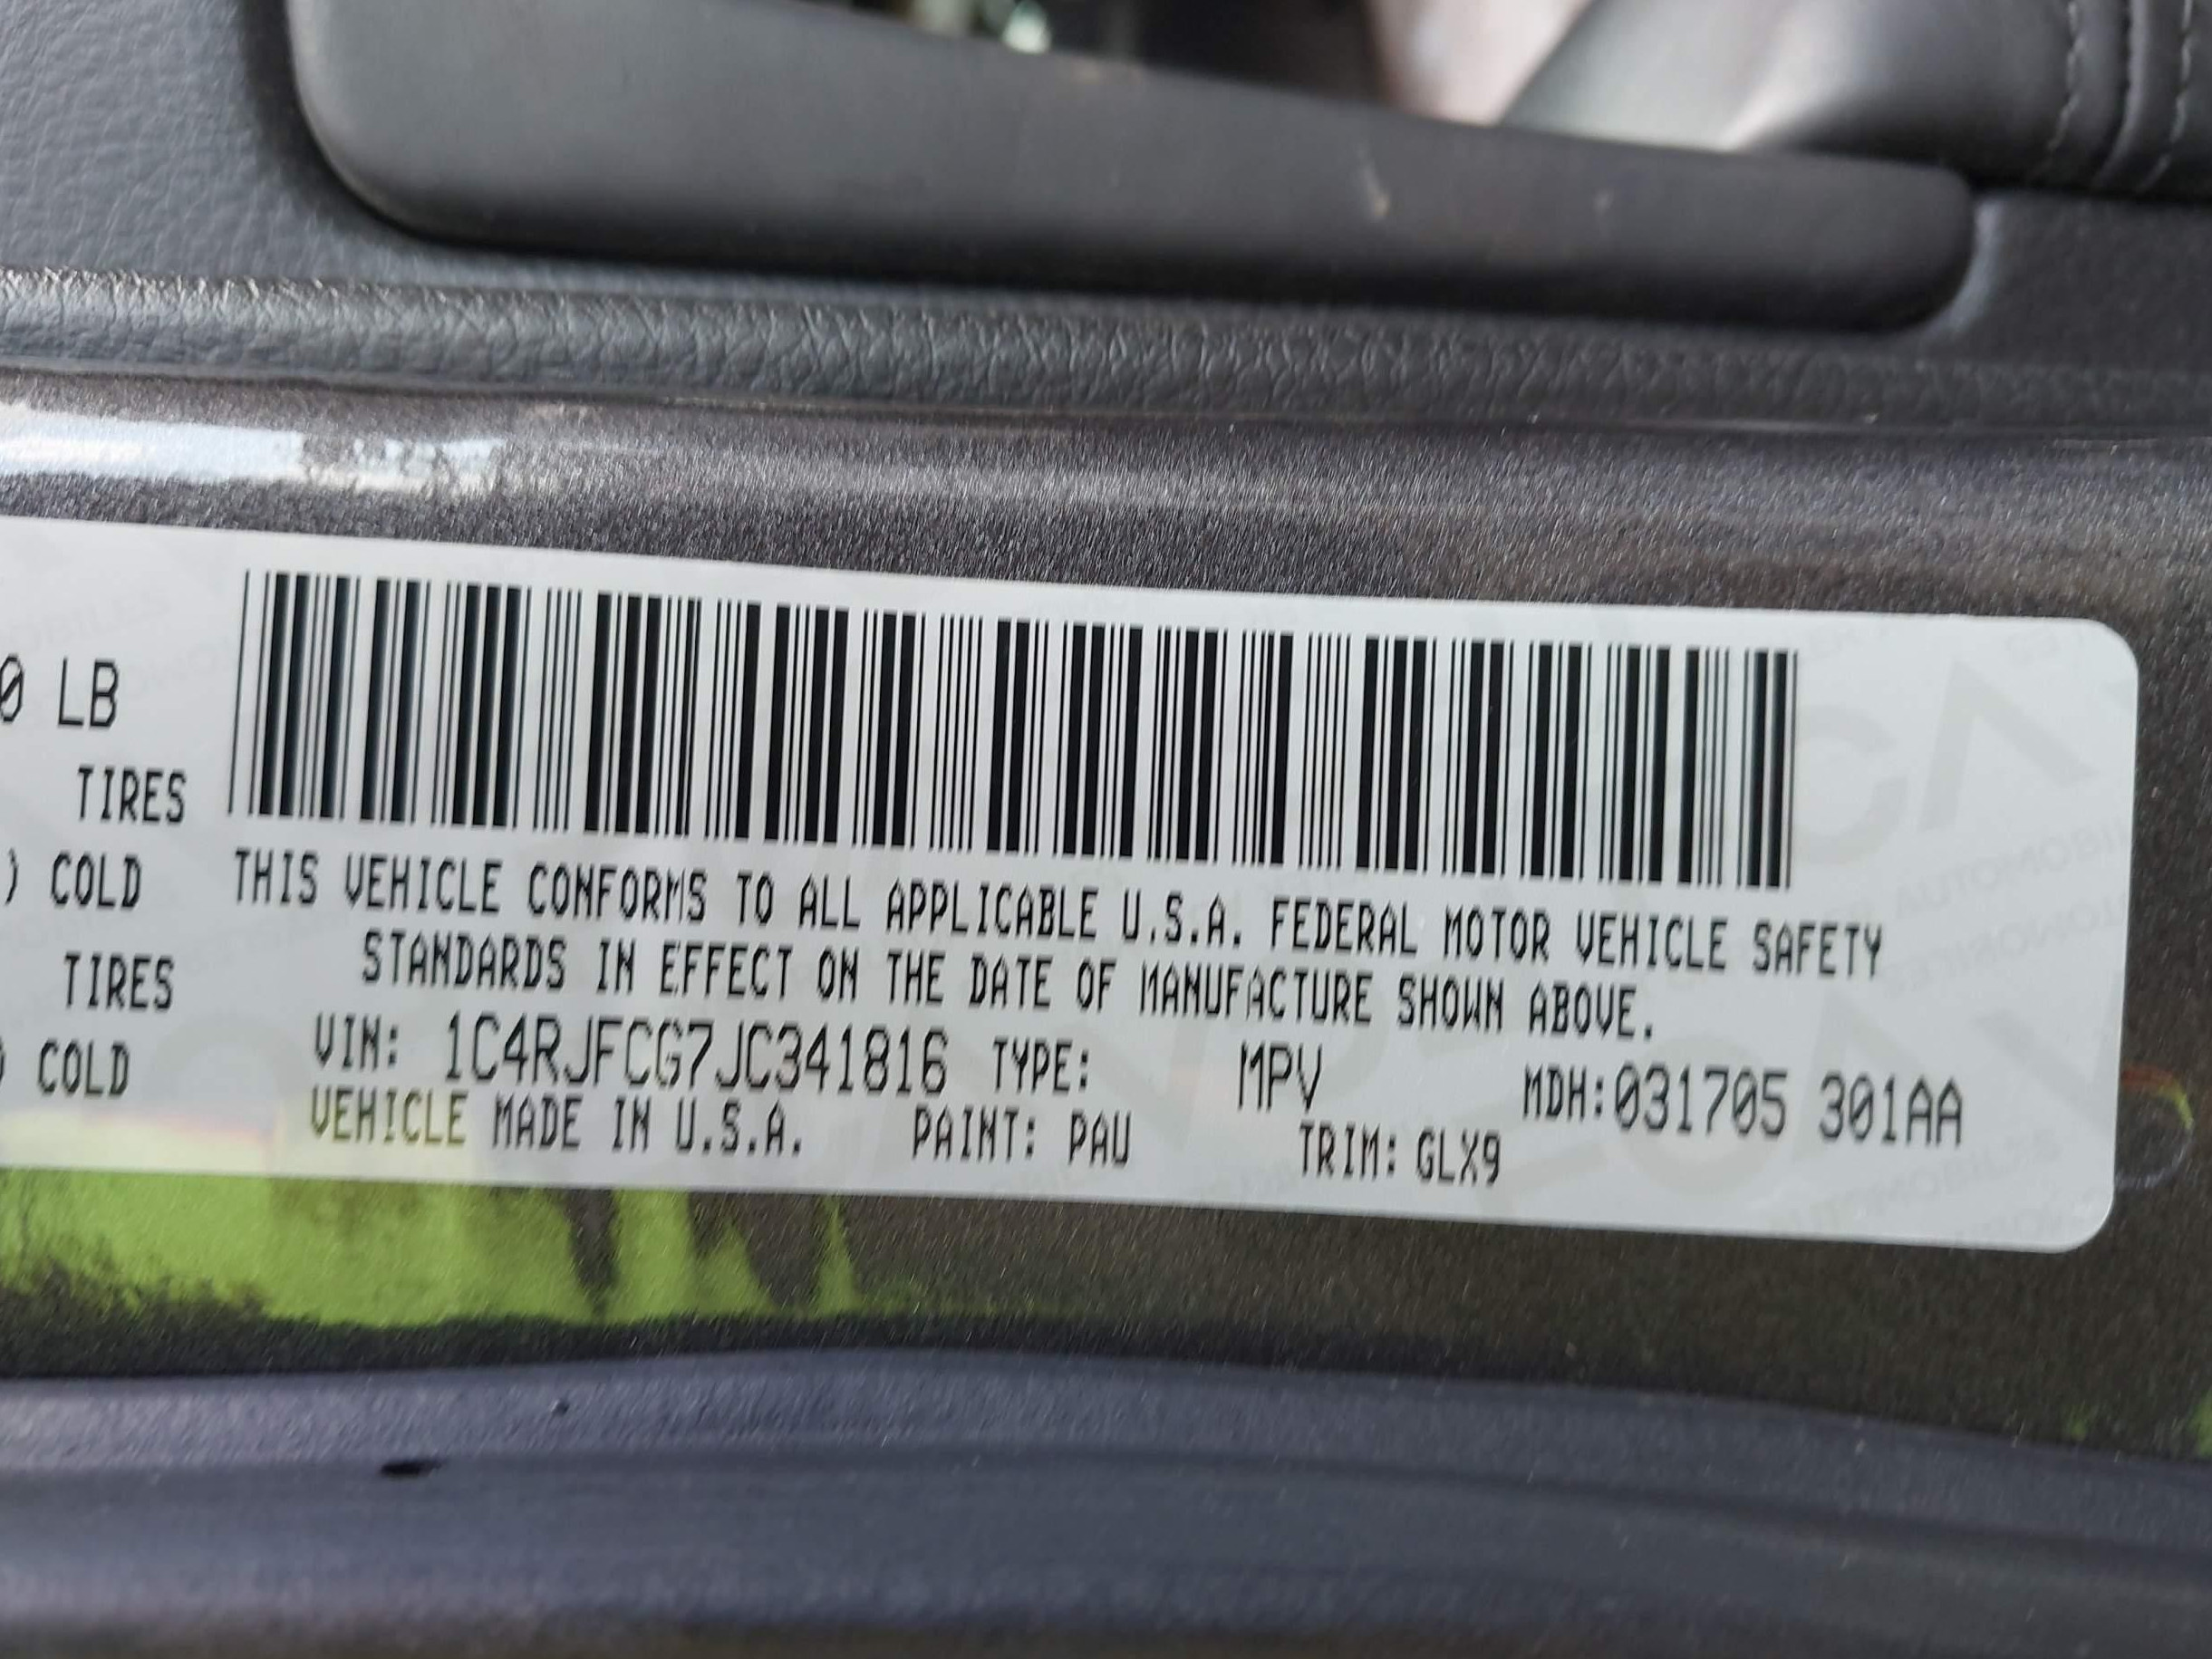 0 LB
TIRES
) COLD
TIRES
) COLD
THIS VEHICLE CONFORMS TO ALL APPLICABLE U.S.A. FEDERAL MOTOR VEHICLE SAFETY
STANDARDS IN EFFECT ON THE DATE OF MANUFACTURE SHOWN ABOVE.
VIN: 1C4RJFCG7JC341816 TYPE: MPV MDH:031705 301AA
VEHICLE MADE IN U.S.A. PAINT: PAU TRIM: GLX9